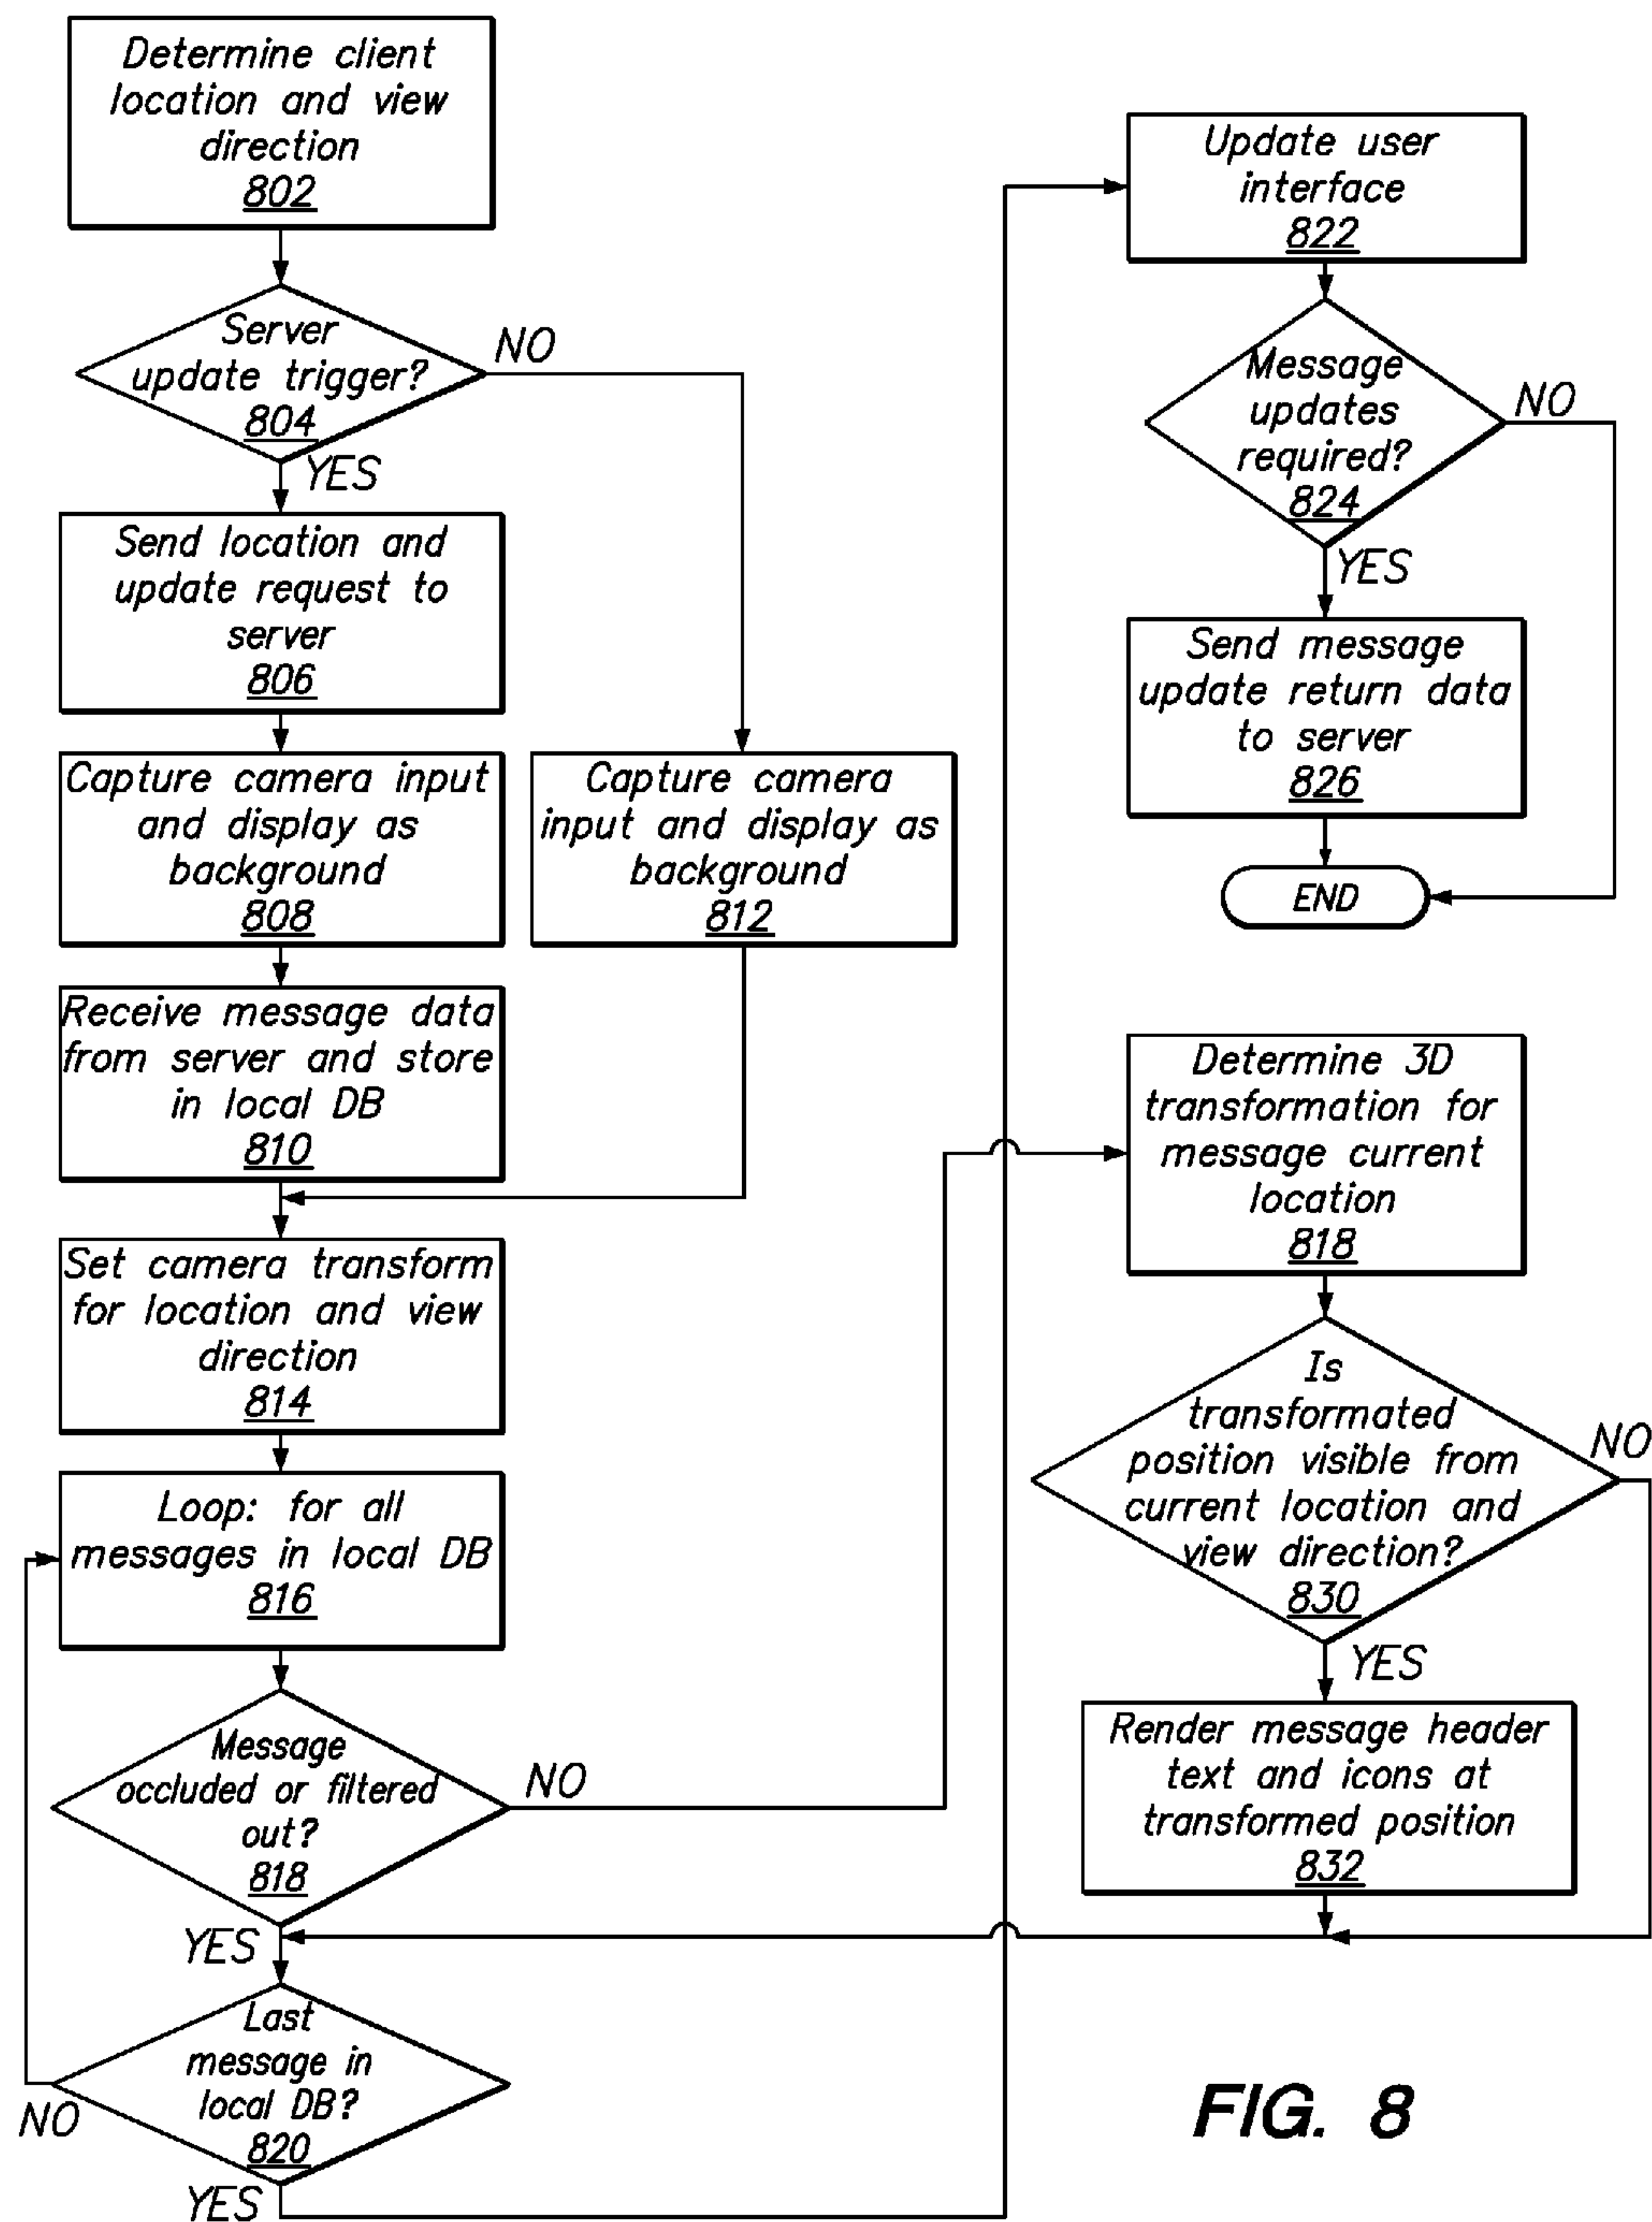 Determine client
location and view
direction
802
Server
update trigger?
804
NO
YES
Send location and
update request to
server
806
Capture camera input
and display as
background
808
Capture camera
input and display as
background
812
Receive message data
from server and store
in local DB
810
Set camera transform
for location and view
direction
814
Loop: for all
messages in local DB
816
Message
occluded or filtered
out?
818
NO
YES
Last
message in
local DB?
820
NO
YES
Update user
interface
822
Message
updates
required?
824
NO
YES
Send message
update return data
to server
826
END
Determine 3D
transformation for
message current
location
818
Is
transformated
position visible from
current location and
view direction?
830
NO
YES
Render message header
text and icons at
transformed position
832
FIG. 8